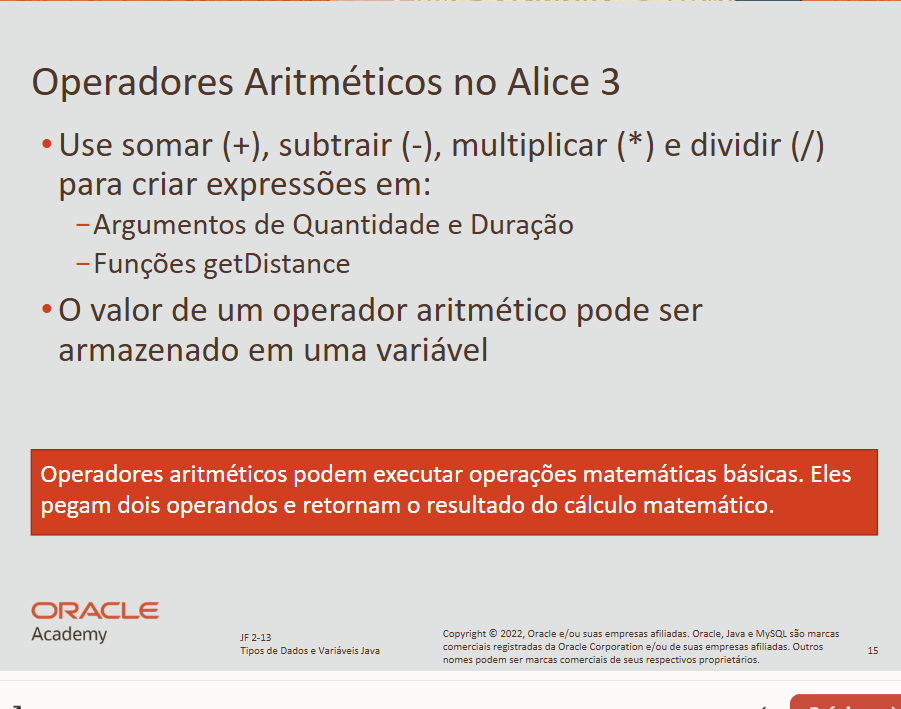 Operadores Aritméticos no Alice 3
•Use somar (+), subtrair (-), multiplicar (*) e dividir (/)
para criar expressões em:
–Argumentos de Quantidade e Duração
–Funções getDistance
•O valor de um operador aritmético pode ser
armazenado em uma variável
Operadores aritméticos podem executar operações matemáticas básicas. Eles
pegam dois operandos e retornam o resultado do cálculo matemático.
ORACLE
Academy
JF 2-13
Tipos de Dados e Variáveis Java
Copyright © 2022, Oracle e/ou suas empresas afiliadas. Oracle, Java e MySQL são marcas
comerciais registradas da Oracle Corporation e/ou de suas empresas afiliadas. Outros
nomes podem ser marcas comerciais de seus respectivos proprietários.
15